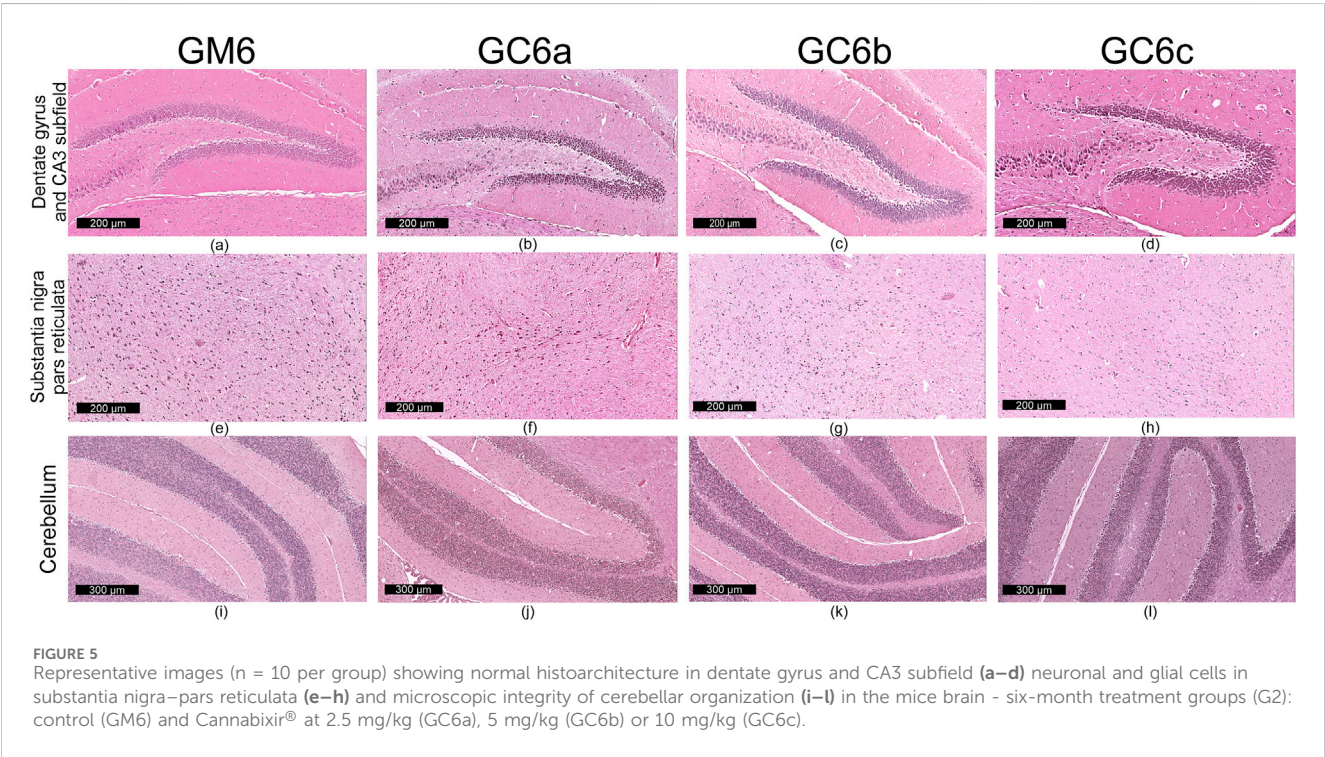 GM6
GC6a
GC6b
GC6c
Dentate gyrus
and CA3 subfield
200 µm
200 µm
200 µm
200 µm
(a)
(b)
(c)
(d)
Substantia nigra
pars reticulata
200 µm
200 µm
200 µm
200 µm
(e)
(f)
(g)
(h)
Cerebellum
300 µm
300 µm
300 µm
300 µm
(i)
(j)
(k)
(l)
FIGURE 5
Representative images (n = 10 per group) showing normal histoarchitecture in dentate gyrus and CA3 subfield (a–d) neuronal and glial cells in
substantia nigra–pars reticulata (e–h) and microscopic integrity of cerebellar organization (i–l) in the mice brain - six-month treatment groups (G2):
control (GM6) and Cannabixir® at 2.5 mg/kg (GC6a), 5 mg/kg (GC6b) or 10 mg/kg (GC6c).